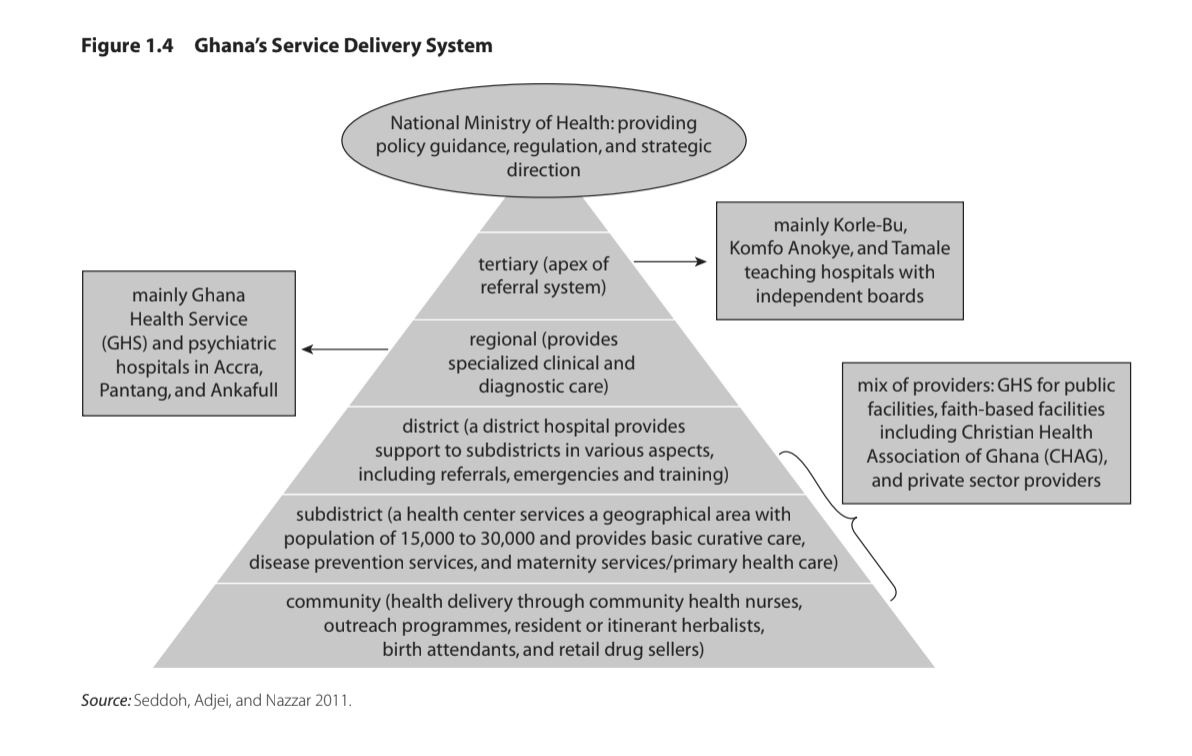 Figure 1.4 Ghana's Service Delivery System
National Ministry of Health: providing
policy guidance, regulation, and strategic
direction
mainly Korle-Bu,
Komfo Anokye, and Tamale
teaching hospitals with
independent boards
tertiary (apex of
referral system)
mainly Ghana
Health Service
(GHS) and psychiatric
hospitals in Accra,
Pantang, and Ankafull
regional (provides
specialized clinical and
diagnostic care)
mix of providers: GHS for public
facilities, faith-based facilities
including Christian Health
Association of Ghana (CHAG),
and private sector providers
district (a district hospital provides
support to subdistricts in various aspects,
including referrals, emergencies and training)
subdistrict (a health center services a geographical area with
population of 15,000 to 30,000 and provides basic curative care,
disease prevention services, and maternity services/primary health care)
community (health delivery through community health nurses,
outreach programmes, resident or itinerant herbalists,
birth attendants, and retail drug sellers)
Source: Seddoh, Adjei, and Nazzar 2011.